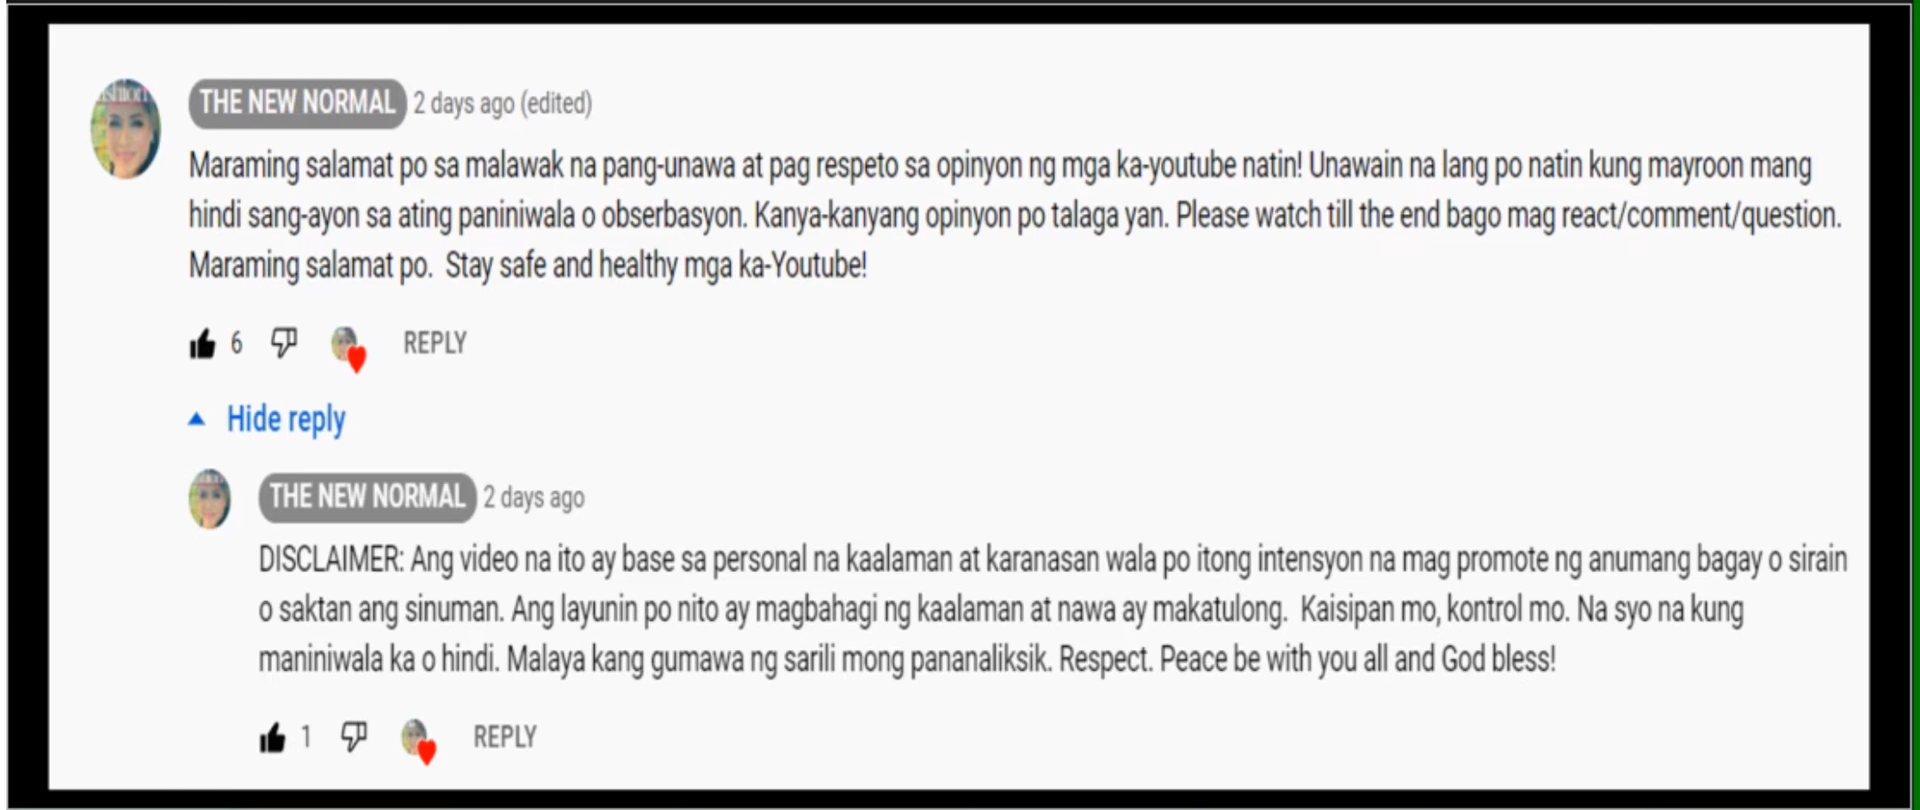 THE NEW NORMAL 2 days ago (edited)
Maraming salamat po sa malawak na pang-unawa at pag respeto sa opinyon ng mga ka-youtube natin! Unawain na lang po natin kung mayroon mang
hindi sang-ayon sa ating paniniwala o obserbasyon. Kanya-kanyang opinyon po talaga yan. Please watch till the end bago mag react/comment/question.
Maraming salamat po.  Stay safe and healthy mga ka-Youtube!
6 REPLY
Hide reply
THE NEW NORMAL 2 days ago
DISCLAIMER: Ang video na ito ay base sa personal na kaalaman at karanasan wala po itong intensyon na mag promote ng anumang bagay o sirain
o saktan ang sinuman. Ang layunin po nito ay magbahagi ng kaalaman at nawa ay makatulong.  Kaisipan mo, kontrol mo. Na syo na kung
maniniwala ka o hindi. Malaya kang gumawa ng sarili mong pananaliksik. Respect. Peace be with you all and God bless!
1 REPLY